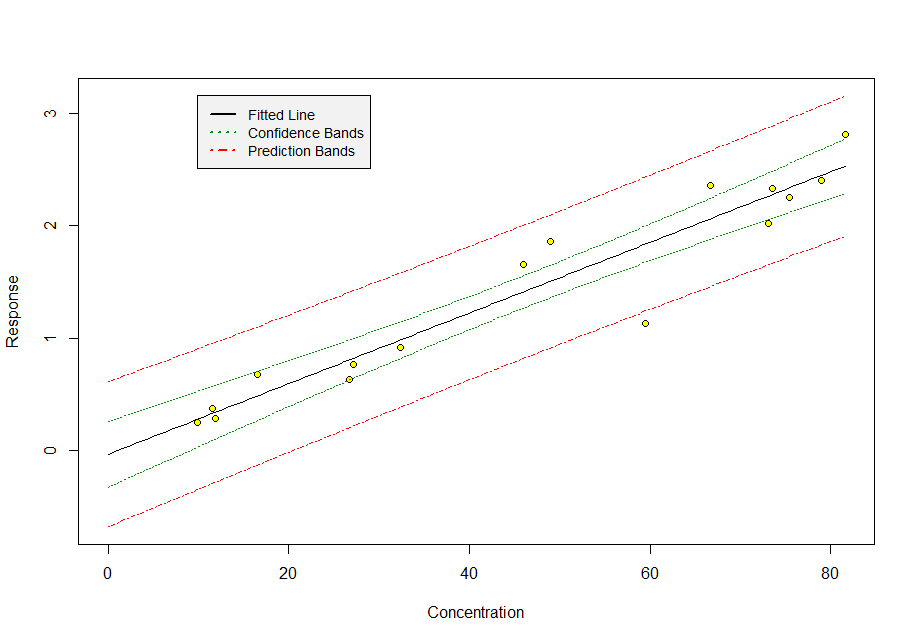 Fitted Line
Confidence Bands
Prediction Bands
3
2
1
0
Response
0 20 40 60 80
Concentration